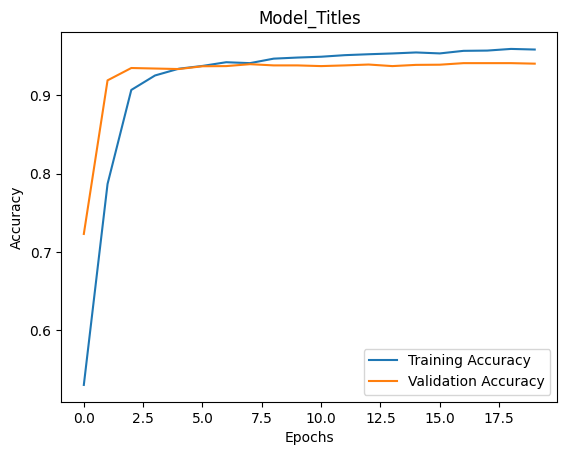 Model_Titles
Accuracy
0.9
0.8
0.7
0.6
Training Accuracy
Validation Accuracy
0.0 2.5 5.0 7.5 10.0 12.5 15.0 17.5
Epochs